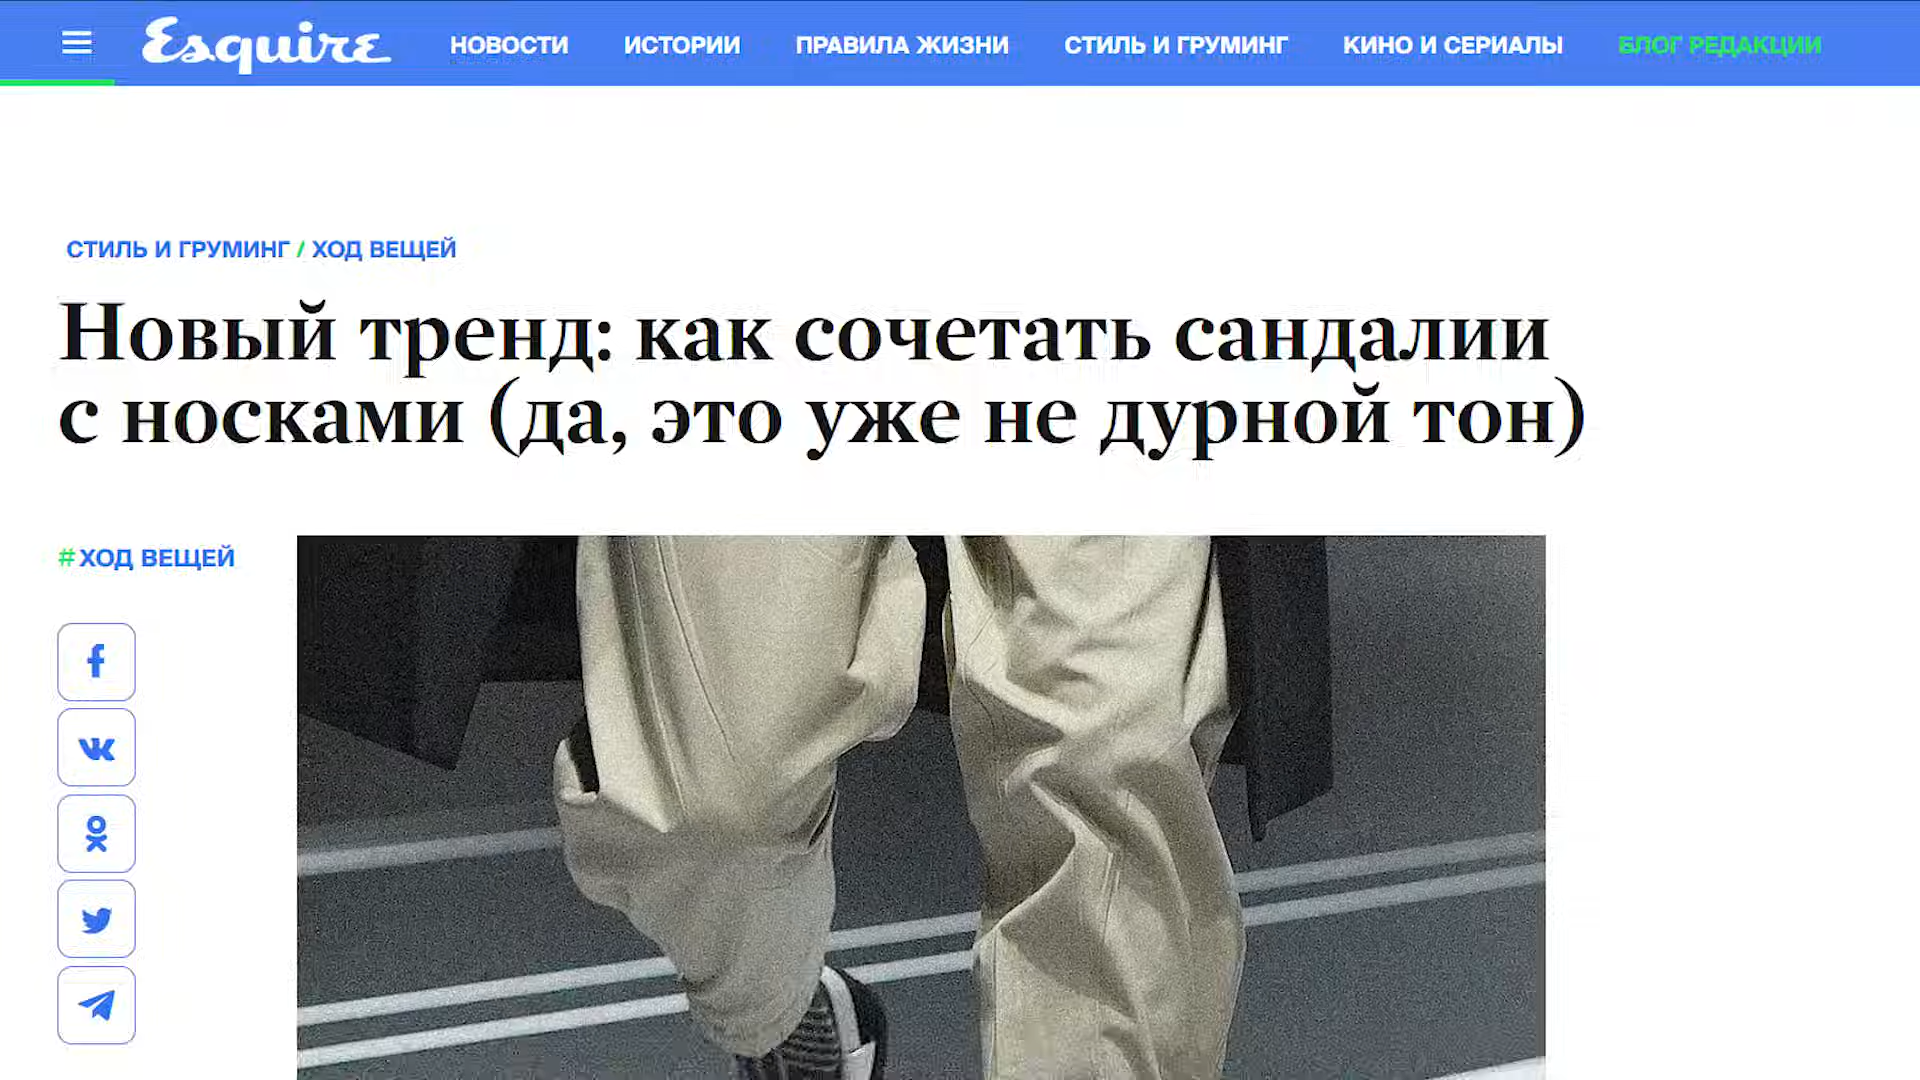 Esquire
НОВОСТИ
ИСТОРИИ
ПРАВИЛА ЖИЗНИ
СТИЛЬ И ГРУМИНГ
КИНО И СЕРИАЛЫ
БЛОГ РЕДАКЦИИ
СТИЛЬ И ГРУМИНГ / ХОД ВЕЩЕЙ
Новый тренд: как сочетать сандалии
с носками (да, это уже не дурной тон)
#ХОД ВЕЩЕЙ